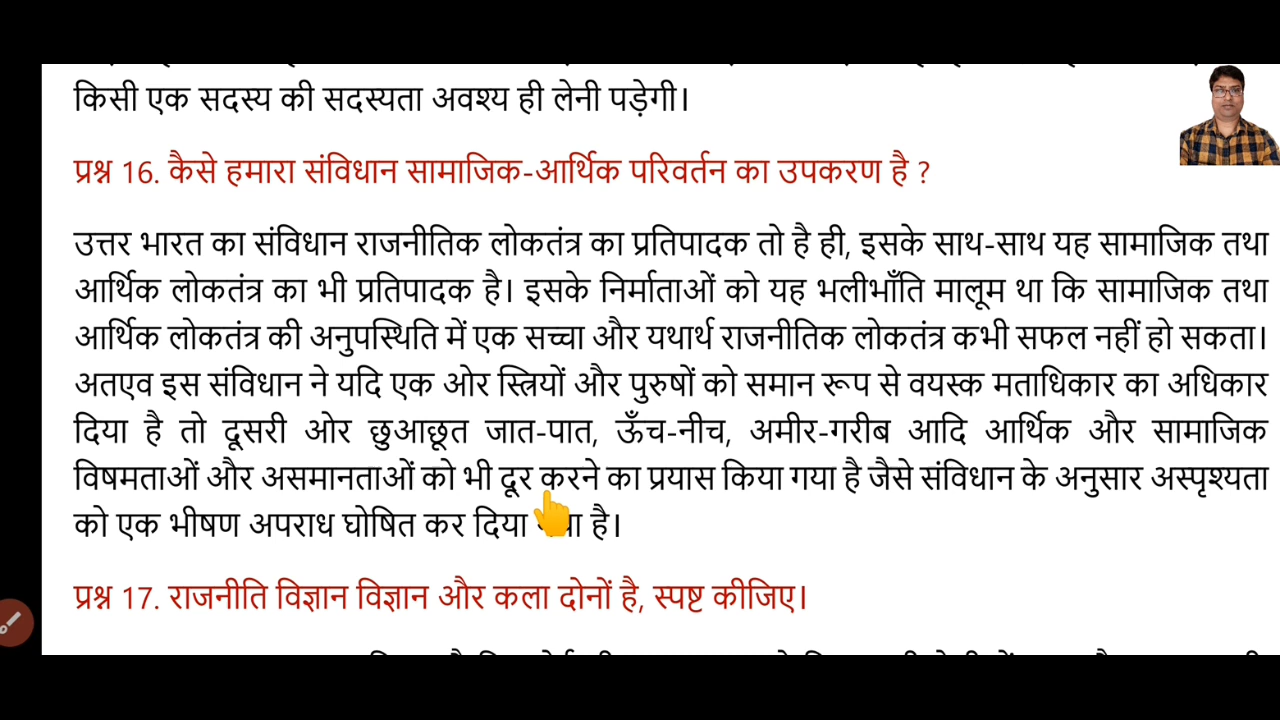 किसी एक सदस्य की सदस्यता अवश्य ही लेनी पड़ेगी।
प्रश्न 16. कैसे हमारा संविधान सामाजिक-आर्थिक परिवर्तन का उपकरण है ?
उत्तर भारत का संविधान राजनीतिक लोकतंत्र का प्रतिपादक तो है ही, इसके साथ-साथ यह सामाजिक तथा
आर्थिक लोकतंत्र का भी प्रतिपादक है। इसके निर्माताओं को यह भलीभाँति मालूम था कि सामाजिक तथा
आर्थिक लोकतंत्र की अनुपस्थिति में एक सच्चा और यथार्थ राजनीतिक लोकतंत्र कभी सफल नहीं हो सकता।
अतएव इस संविधान ने यदि एक ओर स्त्रियों और पुरुषों को समान रूप से वयस्क मताधिकार का अधिकार
दिया है तो दूसरी ओर छुआछूत जात-पात, ऊँच-नीच, अमीर-गरीब आदि आर्थिक और सामाजिक
विषमताओं और असमानताओं को भी दूर करने का प्रयास किया गया है जैसे संविधान के अनुसार अस्पृश्यता
को एक भीषण अपराध घोषित कर दिया है।
प्रश्न 17. राजनीति विज्ञान विज्ञान और कला दोनों है, स्पष्ट कीजिए।